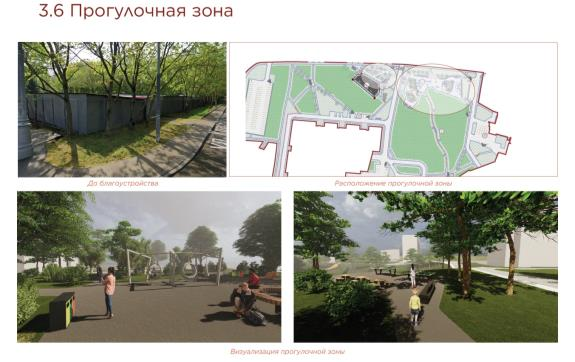 3.6 Прогулочная зона
До благоустройства
Расположение прогулочной зоны
Визуализация прогулочной зоны